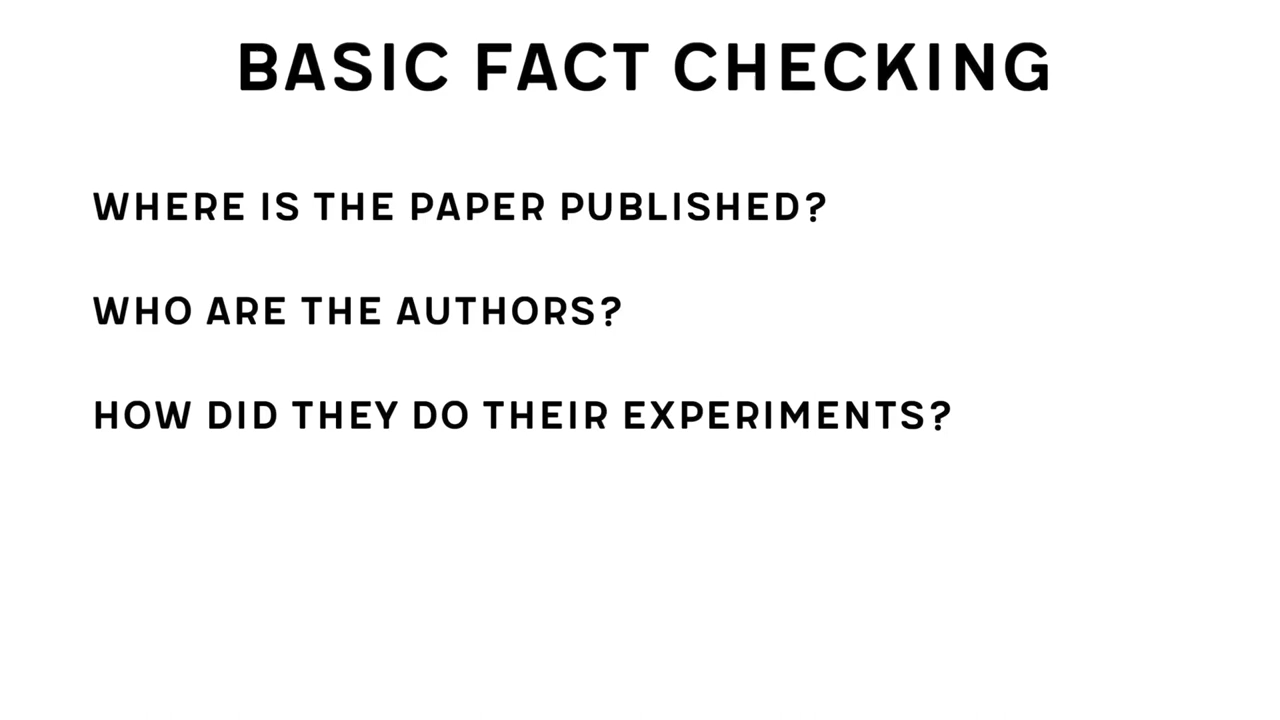 BASIC FACT CHECKING
WHERE IS THE PAPER PUBLISHED?
WHO ARE THE AUTHORS?
HOW DID THEY DO THEIR EXPERIMENTS?